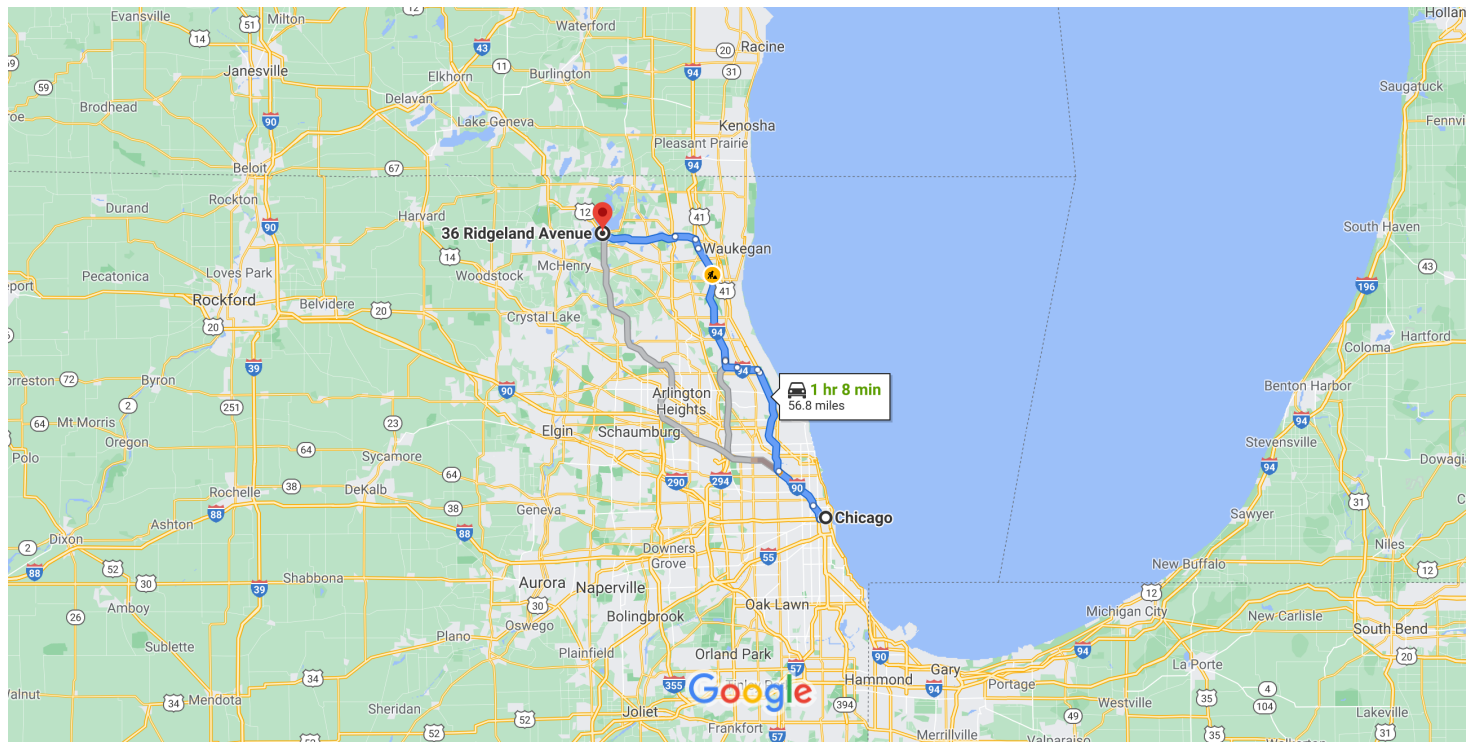 Evansville
51
Milton
12
Hollan
14
Waterford
43
20
Racine
Janesville
11
94
31
Elkhorn
Burlington
59
Delavan
Saugatuck
Brodhead
90
Lake Geneva
Kenosha
Pleasant Prairie
Beloit
67
94
Rockton
Durand
Harvard
12
41
South Haven
90
36 Ridgeland Avenue
Waukegan
14
McHenry
43
Pecatonica
Loves Park
Woodstock
196
Rockford
Belvidere
20
41
Crystal Lake
20
94
Hartford
Coloma
39
94
72
Byron
90
Arlington
Heights
1 hr 8 min
56.8 miles
Benton Harbor
2
251
94
64
Mt Morris
23
Elgin
Schaumburg
Oregon
64
Stevensville
Polo
Sycamore
64
94
290
294
90
Rochelle
38
DeKalb
31
88
38
Geneva
Chicago
Sawyer
Ashton
88
Dixon
2
Downers
Grove
55
Niles
88
52
30
39
Shabbona
Aurora
Naperville
New Buffalo
12
12
Amboy
30
Oak Lawn
Michigan City
26
Bolingbrook
New Carlisle
Oswego
South Bend
Plano
Sublette
Plainfield
Orland Park
90
94
20
57
Gary
La Porte
34
355
Google
Hammond
94
Portage
4
34
Mendota
Joliet
394
35
104
31
Sheridan
52
Westville
49
Lakeville
52
Frankfort
57
Merrillville
35
31
Valparaiso